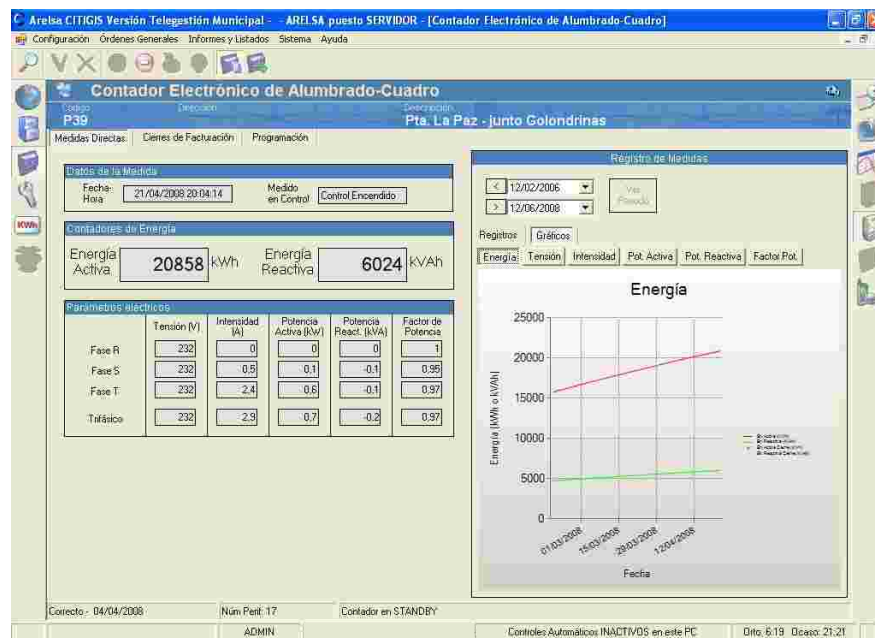 Arelsa CITIGIS Versión Telegestión Municipal - - ARELSA puesto SERVIDOR - [Contador Electrónico de Alumbrado-Cuadro]
Configuración Órdenes Generales Informes y Listados Sistema Ayuda
Contador Electrónico de Alumbrado-Cuadro
Código Dirección Descripción
P39 Pta. La Paz - junto Golondrinas
Medidas Directas Cierres de Facturación Programación
Datos de la Medida
Fecha-Hora 21/04/2008 20:04:14 Medido en Control Control Encendido
Contadores de Energía
Energía Activa 20858 kWh Energía Reactiva 6024 kVAh
Parámetros eléctricos
Tensión (V) Intensidad (A) Potencia Activa (kW) Potencia React. (kVA) Factor de Potencia
Fase R 232 0 0 0 1
Fase S 232 0,5 0,1 -0,1 0,95
Fase T 232 2,4 0,6 -0,1 0,97
Trifásico 232 2,9 0,7 -0,2 0,97
Registro de Medidas
< 12/02/2006
> 12/06/2008
Ver Periodo
Registros Gráficos
Energía Tensión Intensidad Pot. Activa Pot. Reactiva Factor Pot.
Energía
Energía (kWh o kVAh)
25000
20000
15000
10000
5000
0
01/03/2008 15/03/2008 29/03/2008 12/04/2008
Fecha
KWh
Correcto - 04/04/2008 Núm Perif: 17 Contador en STANDBY
ADMIN Controles Automáticos INACTIVOS en este PC Orto: 6:19 Ocaso: 21:21